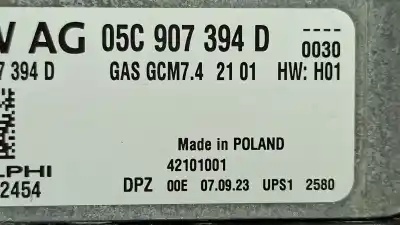 W AG 05C 907 394 D
0030
7 394 D GAS GCM7.4 21 01 HW: H01
Made in POLAND
42101001
LPHI
2454 DPZ 00E 07.09.23 UPS1 2580